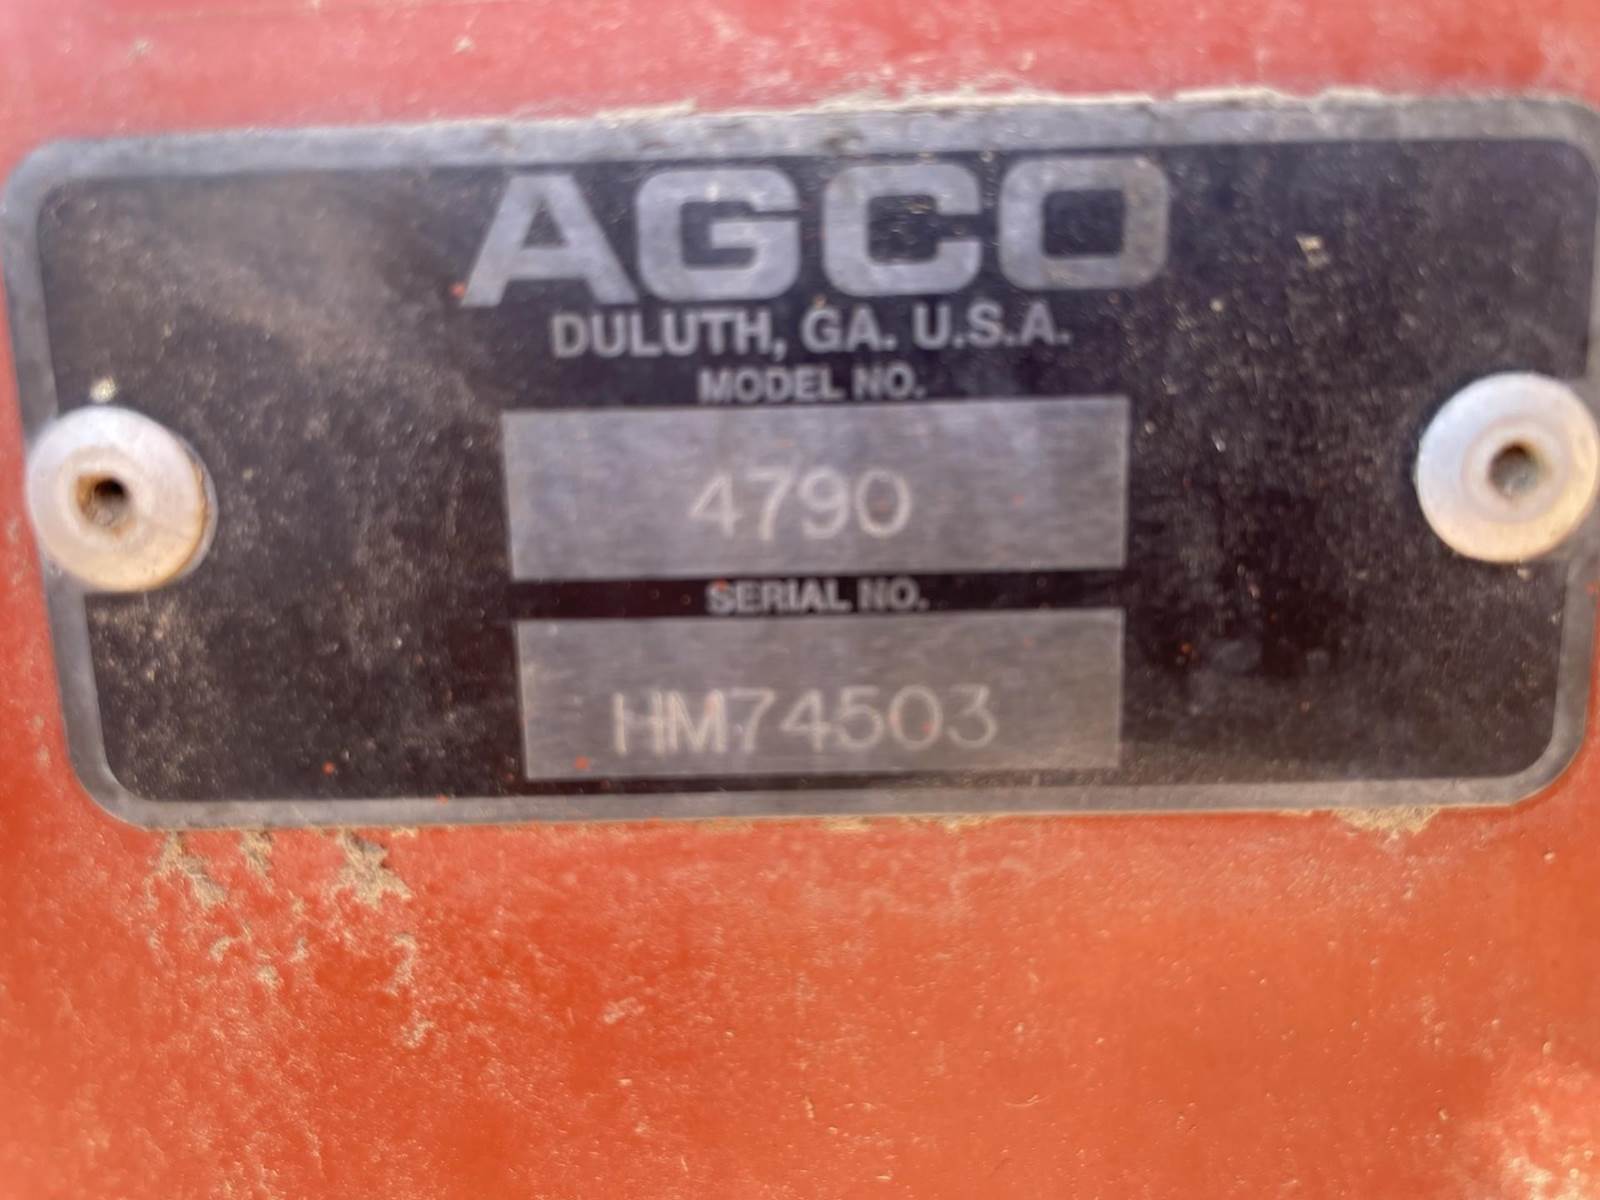 AGCO
DULUTH, GA. U.S.A.
MODEL NO.
4790
SERIAL NO.
HM74503